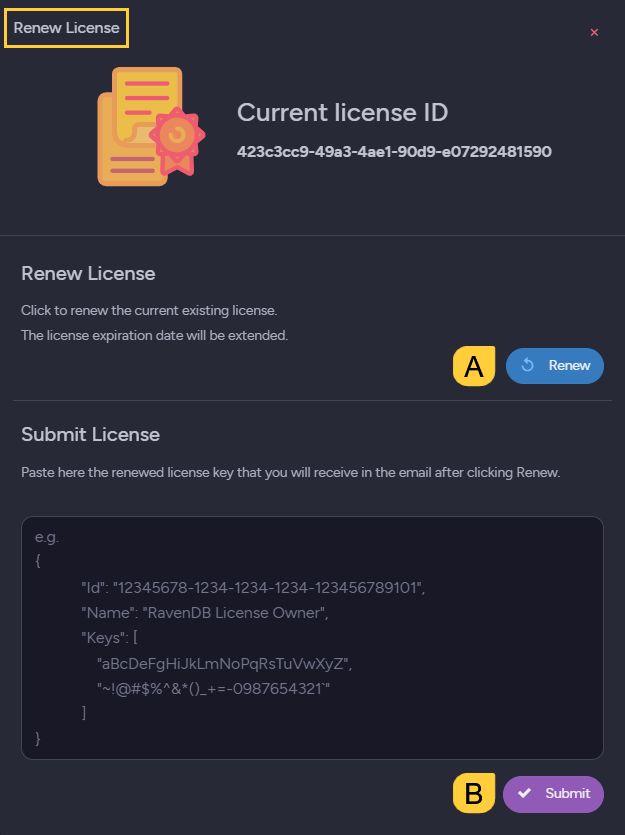 Renew License
×
Current license ID
423c3cc9-49a3-4ae1-90d9-e07292481590
Renew License
Click to renew the current existing license.
The license expiration date will be extended.
A
Renew
Submit License
Paste here the renewed license key that you will receive in the email after clicking Renew.
e.g.
{
"Id": "12345678-1234-1234-1234-123456789101",
"Name": "RavenDB License Owner",
"Keys": [
"aBcDeFgHiJkLmNoPqRsTuVwXyZ",
"~!@#$%^&*()_+=-0987654321`"
]
}
B
Submit